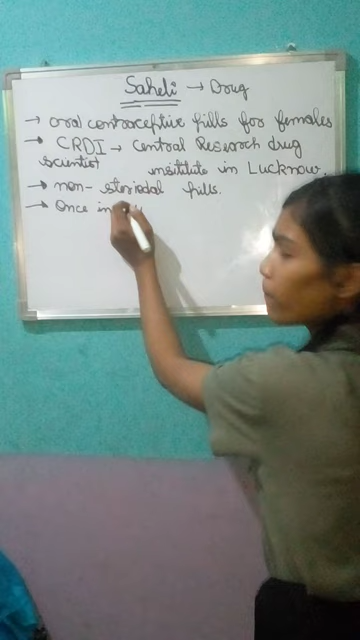 Saheli → Drug
→ oral contraceptive pills for females
→ CRDI → Central Research drug
scientist institute in Lucknow.
→ non-steriodal pills.
→ Once in